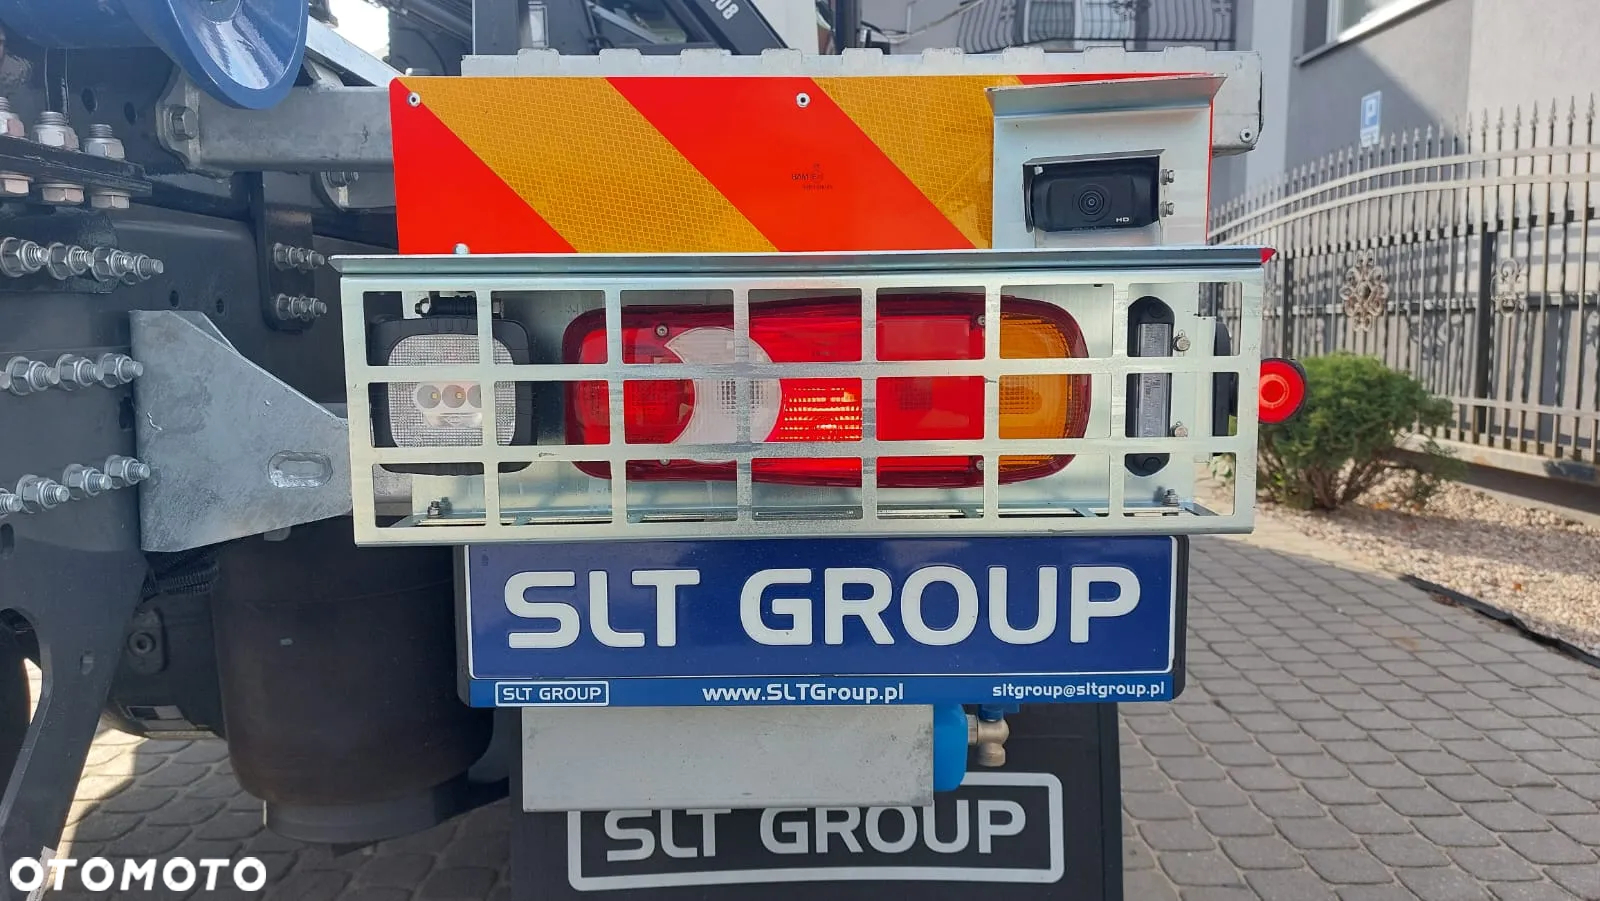 HD
SLT GROUP
SLT GROUP
www.SLTGroup.pl
sltgroup@sltgroup.pl
SLT GROUP
OTOMOTO